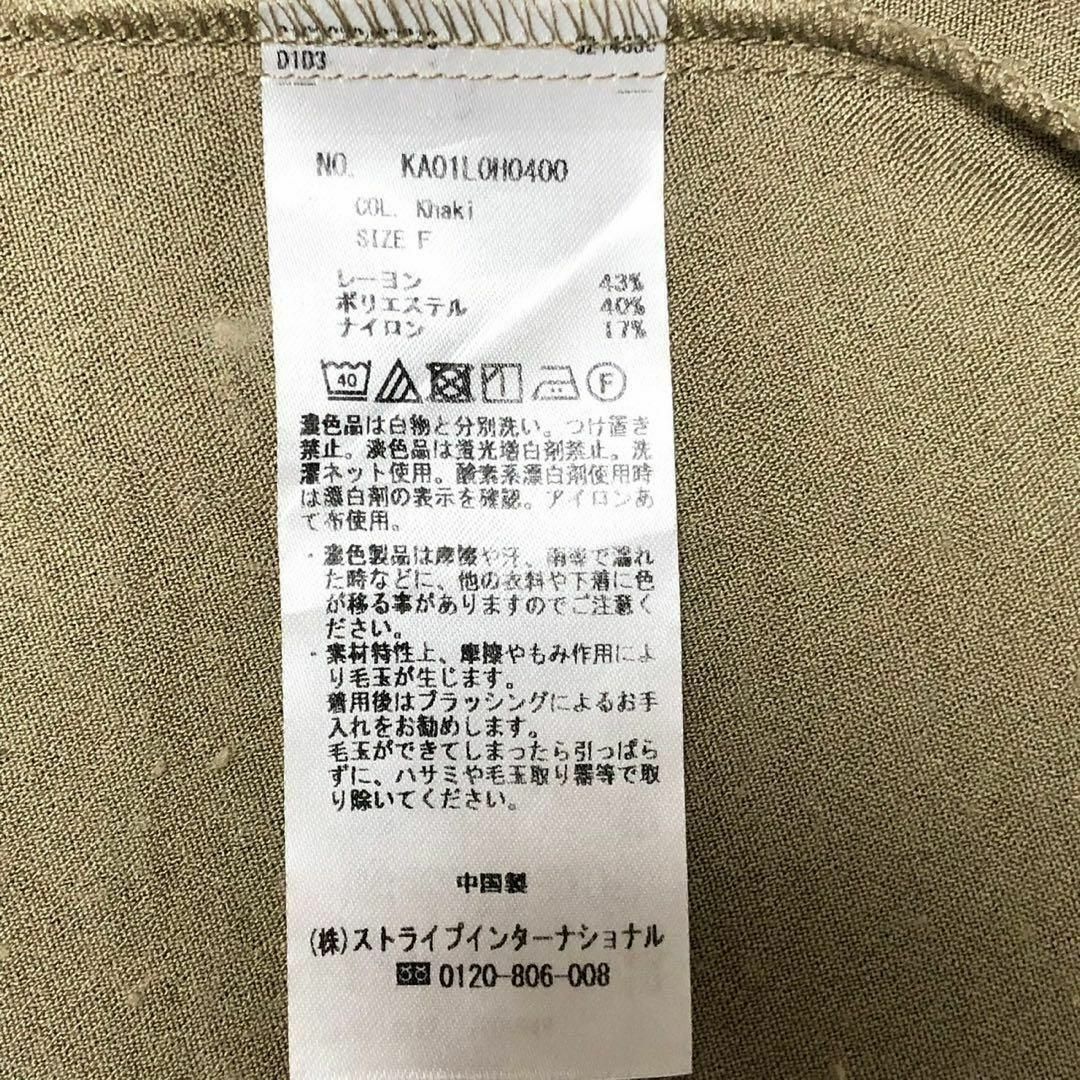 D1D3
NO. KA01L0H0400
COL. Khaki
SIZE F
レーヨン 43%
ポリエステル 40%
ナイロン 17%
40 F
濃色品は白物と分別洗い。つけ置き
禁止。淡色品は蛍光増白剤禁止。洗
濯ネット使用。酸素系漂白剤使用時
は漂白剤の表示を確認。アイロンあ
て布使用。
・濃色製品は摩擦や汗、雨等で濡れ
た時などに、他の衣料や下着に色
が移る事がありますのでご注意く
ださい。
・素材特性上、摩擦やもみ作用によ
り毛玉が生じます。
着用後はブラッシングによるお手
入れをお勧めします。
毛玉ができてしまったら引っぱら
ずに、ハサミや毛玉取り器等で取
り除いてください。
中国製
(株)ストライプインターナショナル
0120-806-008